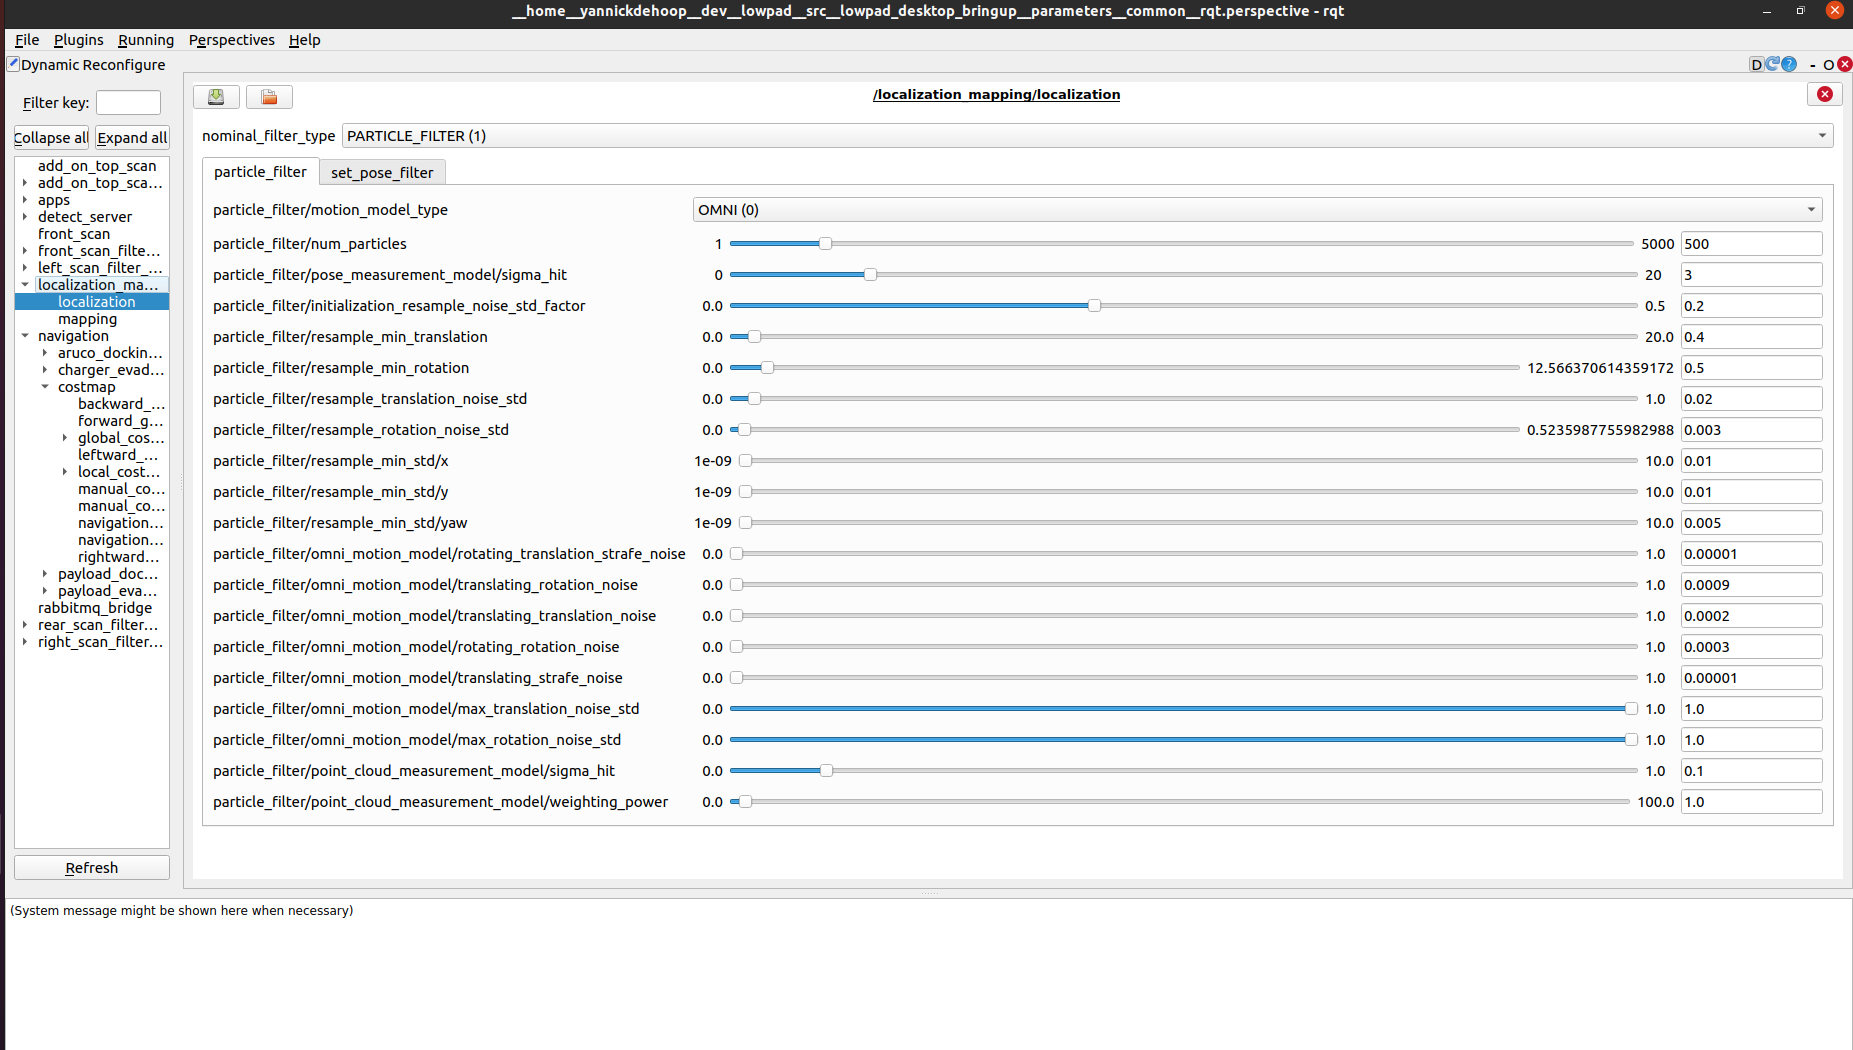 __home__yannickdehoop__dev__lowpad__src__lowpad_desktop_bringup__parameters__common__rqt.perspective - rqt
File Plugins Running Perspectives Help
Dynamic Reconfigure
D ? - O
Filter key:
Collapse all Expand all
add_on_top_scan
add_on_top_sca...
apps
detect_server
front_scan
front_scan_filte...
left_scan_filter_...
localization_ma...
localization
mapping
navigation
aruco_dockin...
charger_evad...
costmap
backward_...
forward_g...
global_cos...
leftward_...
local_cost...
manual_co...
manual_co...
navigation...
navigation...
rightward...
payload_doc...
payload_eva...
rabbitmq_bridge
rear_scan_filter...
right_scan_filter...
Refresh
/localization_mapping/localization
nominal_filter_type PARTICLE_FILTER (1)
particle_filter set_pose_filter
particle_filter/motion_model_type OMNI (0)
particle_filter/num_particles 1 5000 500
particle_filter/pose_measurement_model/sigma_hit 0 20 3
particle_filter/initialization_resample_noise_std_factor 0.0 0.5 0.2
particle_filter/resample_min_translation 0.0 20.0 0.4
particle_filter/resample_min_rotation 0.0 12.566370614359172 0.5
particle_filter/resample_translation_noise_std 0.0 1.0 0.02
particle_filter/resample_rotation_noise_std 0.0 0.5235987755982988 0.003
particle_filter/resample_min_std/x 1e-09 10.0 0.01
particle_filter/resample_min_std/y 1e-09 10.0 0.01
particle_filter/resample_min_std/yaw 1e-09 10.0 0.005
particle_filter/omni_motion_model/rotating_translation_strafe_noise 0.0 1.0 0.00001
particle_filter/omni_motion_model/translating_rotation_noise 0.0 1.0 0.0009
particle_filter/omni_motion_model/translating_translation_noise 0.0 1.0 0.0002
particle_filter/omni_motion_model/rotating_rotation_noise 0.0 1.0 0.0003
particle_filter/omni_motion_model/translating_strafe_noise 0.0 1.0 0.00001
particle_filter/omni_motion_model/max_translation_noise_std 0.0 1.0 1.0
particle_filter/omni_motion_model/max_rotation_noise_std 0.0 1.0 1.0
particle_filter/point_cloud_measurement_model/sigma_hit 0.0 1.0 0.1
particle_filter/point_cloud_measurement_model/weighting_power 0.0 100.0 1.0
(System message might be shown here when necessary)